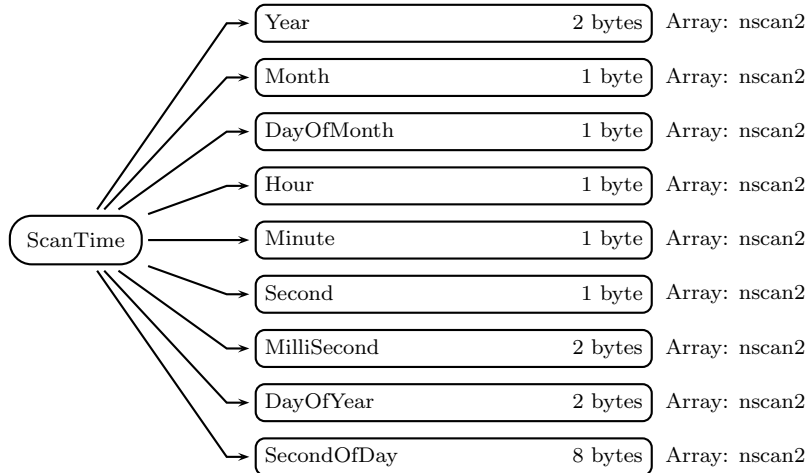 Year 2 bytes Array: nscan2
Month 1 byte Array: nscan2
DayOfMonth 1 byte Array: nscan2
Hour 1 byte Array: nscan2
ScanTime Minute 1 byte Array: nscan2
Second 1 byte Array: nscan2
MilliSecond 2 bytes Array: nscan2
DayOfYear 2 bytes Array: nscan2
SecondOfDay 8 bytes Array: nscan2